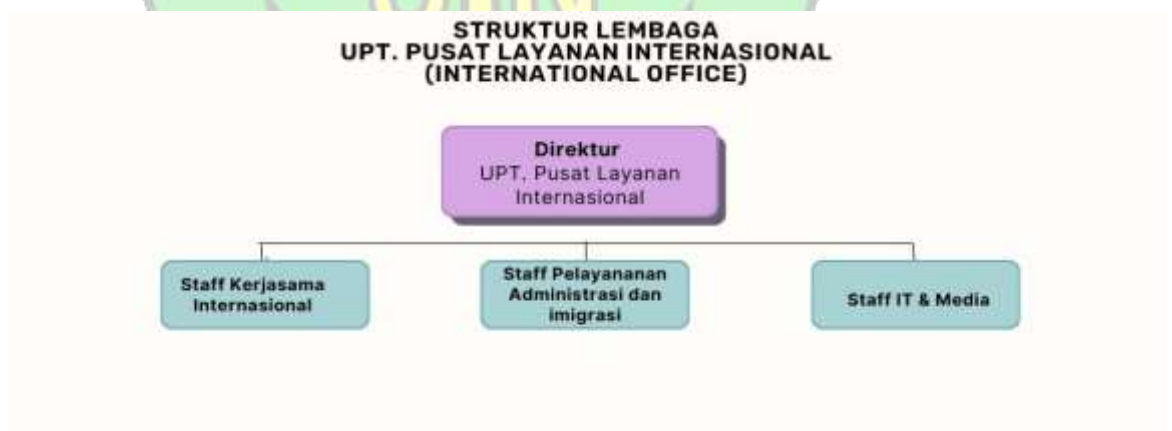 UIN
STRUKTUR LEMBAGA
UPT. PUSAT LAYANAN INTERNASIONAL
(INTERNATIONAL OFFICE)
Direktur
UPT. Pusat Layanan
Internasional
Staff Kerjasama
Internasional
Staff Pelayananan
Administrasi dan
imigrasi
Staff IT & Media